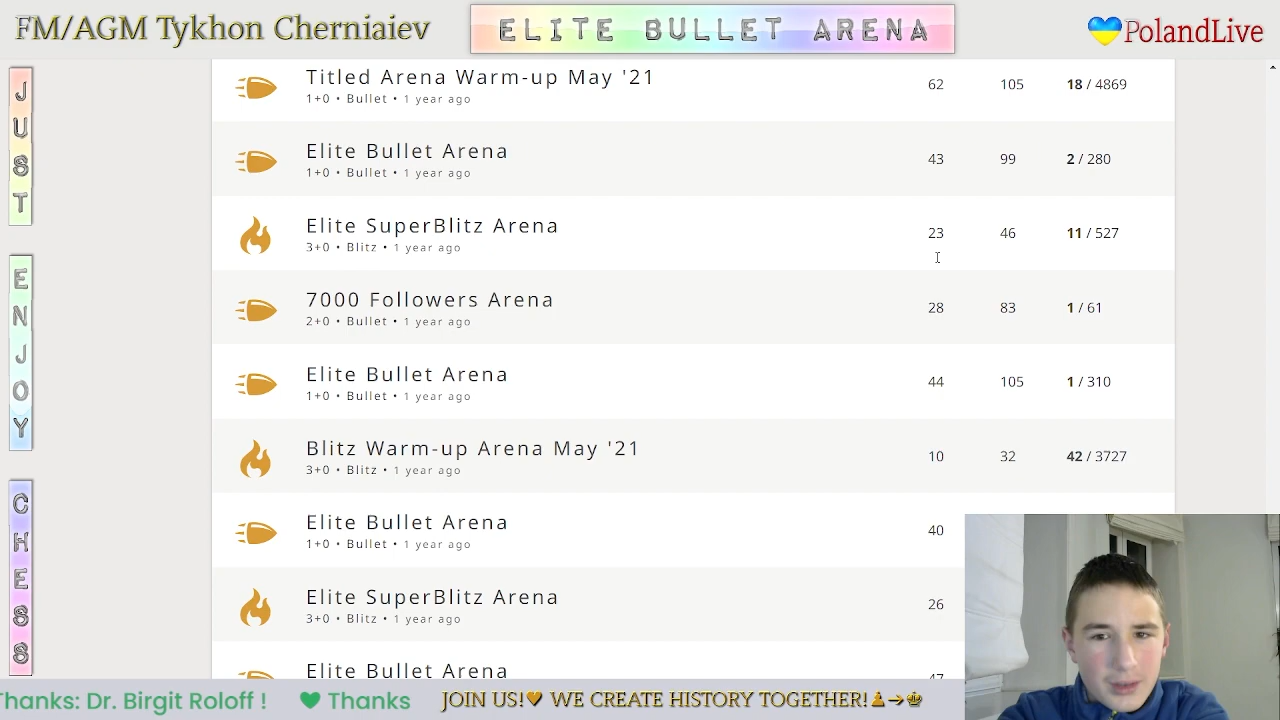 FM/AGM Tykhon Cherniaiev
ELITE BULLET ARENA
PolandLive
JUST
ENJOY
CHESS
Titled Arena Warm-up May '21
1+0 • Bullet • 1 year ago
62 105 18 / 4869
Elite Bullet Arena
1+0 • Bullet • 1 year ago
43 99 2 / 280
Elite SuperBlitz Arena
3+0 • Blitz • 1 year ago
23 46 11 / 527
7000 Followers Arena
2+0 • Bullet • 1 year ago
28 83 1 / 61
Elite Bullet Arena
1+0 • Bullet • 1 year ago
44 105 1 / 310
Blitz Warm-up Arena May '21
3+0 • Blitz • 1 year ago
10 32 42 / 3727
Elite Bullet Arena
1+0 • Bullet • 1 year ago
40
Elite SuperBlitz Arena
3+0 • Blitz • 1 year ago
26
Elite Bullet Arena
47
Thanks: Dr. Birgit Roloff ! 💚 Thanks
JOIN US!🧡 WE CREATE HISTORY TOGETHER!♟→♚